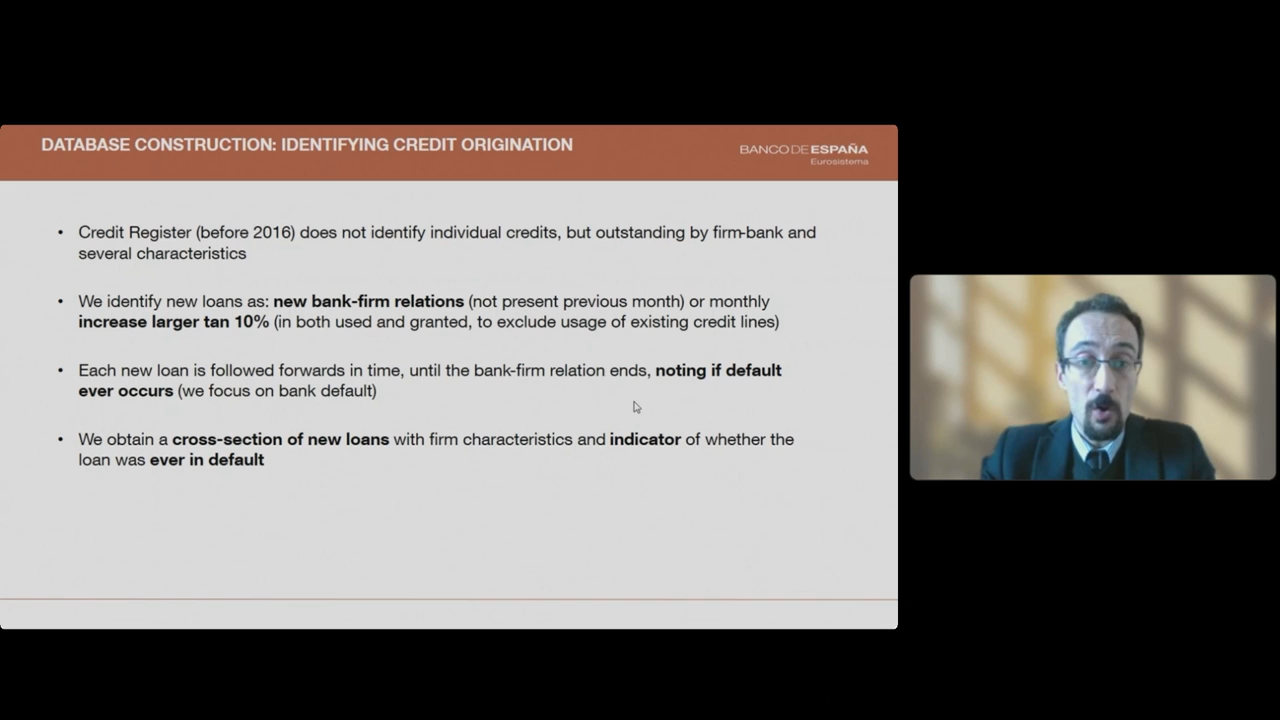 DATABASE CONSTRUCTION: IDENTIFYING CREDIT ORIGINATION
BANCO DE ESPAÑA
Eurosistema
• Credit Register (before 2016) does not identify individual credits, but outstanding by firm-bank and
several characteristics
• We identify new loans as: new bank-firm relations (not present previous month) or monthly
increase larger tan 10% (in both used and granted, to exclude usage of existing credit lines)
• Each new loan is followed forwards in time, until the bank-firm relation ends, noting if default
ever occurs (we focus on bank default)
• We obtain a cross-section of new loans with firm characteristics and indicator of whether the
loan was ever in default